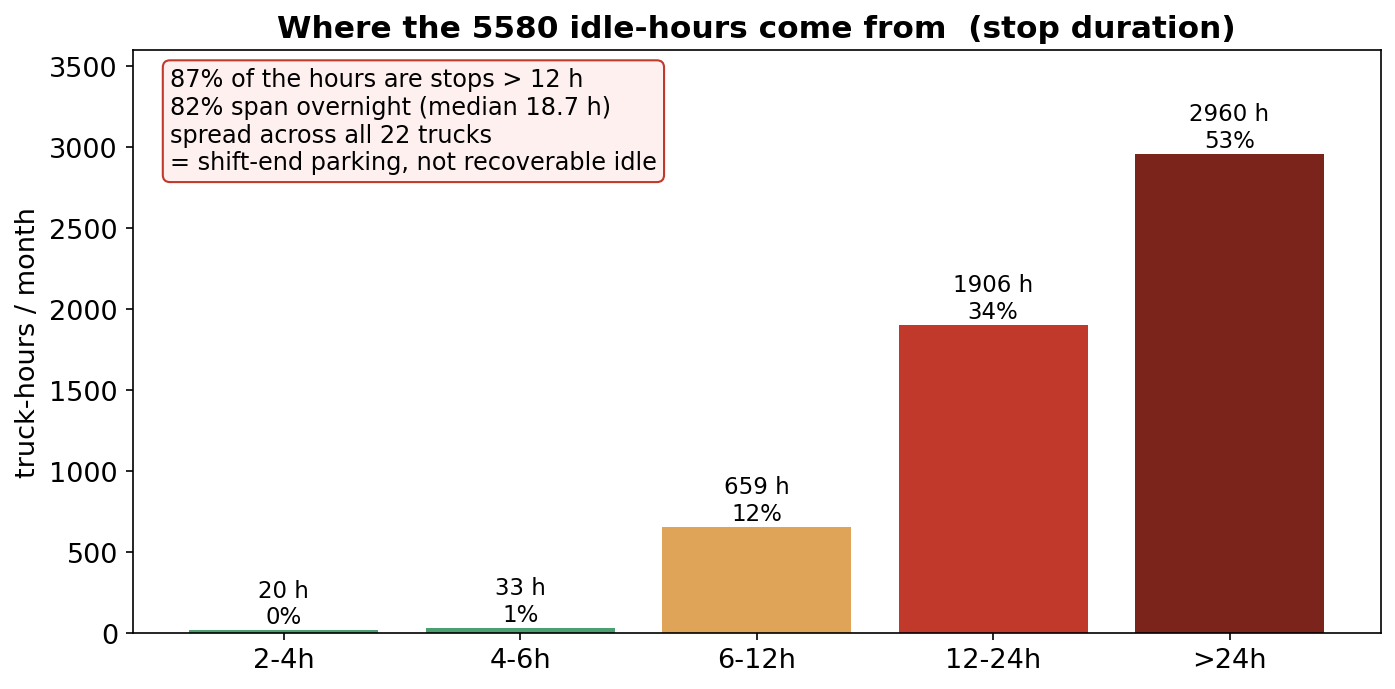 Where the 5580 idle-hours come from  (stop duration)
87% of the hours are stops > 12 h
82% span overnight (median 18.7 h)
spread across all 22 trucks
= shift-end parking, not recoverable idle
truck-hours / month
3500
3000
2500
2000
1500
1000
500
0
20 h
0%
33 h
1%
659 h
12%
1906 h
34%
2960 h
53%
2-4h
4-6h
6-12h
12-24h
>24h